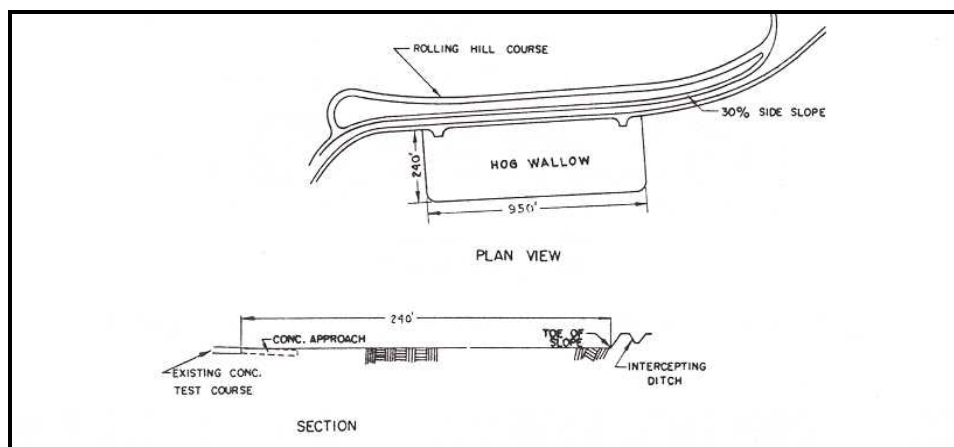 ROLLING HILL COURSE
30% SIDE SLOPE
240'
HOG WALLOW
950'
PLAN VIEW
240'
CONC. APPROACH
TOE OF
SLOPE
EXISTING CONC.
TEST COURSE
INTERCEPTING
DITCH
SECTION